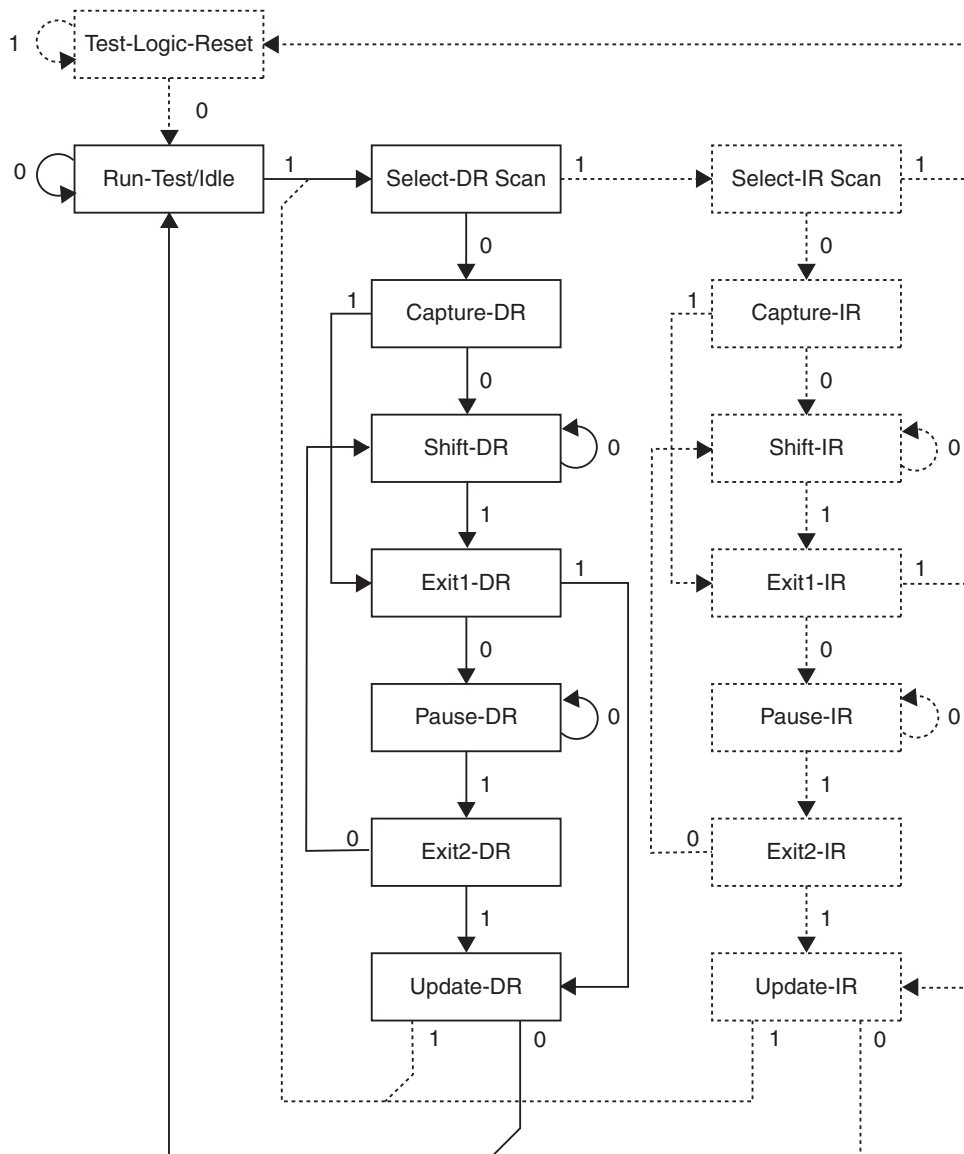 1
Test-Logic-Reset
0
0
Run-Test/Idle
1
Select-DR Scan
1
Select-IR Scan
1
0
0
1
Capture-DR
1
Capture-IR
0
0
Shift-DR
0
Shift-IR
0
1
1
Exit1-DR
1
Exit1-IR
1
0
0
Pause-DR
0
Pause-IR
0
1
1
0
Exit2-DR
0
Exit2-IR
1
1
Update-DR
Update-IR
1
0
1
0